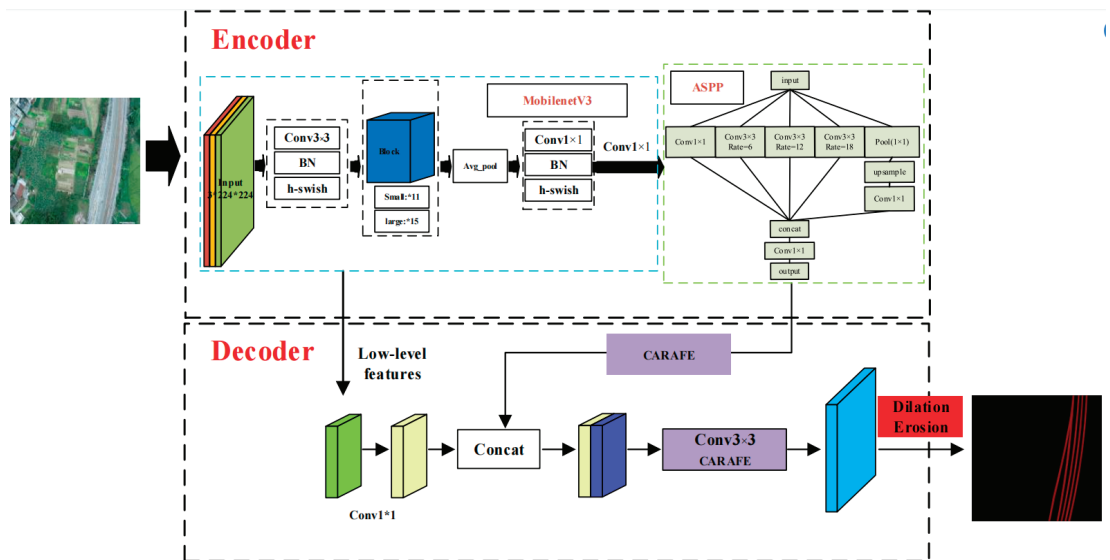 Encoder
MobilenetV3
ASPP
input
Conv3×3
BN
h-swish
Block
Small:*11
large:*15
Avg_pool
Conv1×1
BN
h-swish
Conv1×1
Input
3*224*224
Conv1×1
Conv3×3
Rate=6
Conv3×3
Rate=12
Conv3×3
Rate=18
Pool(1×1)
upsample
Conv1×1
concat
Conv1×1
output
Decoder
Low-level
features
CARAFE
Concat
Conv3×3
CARAFE
Dilation
Erosion
Conv1*1